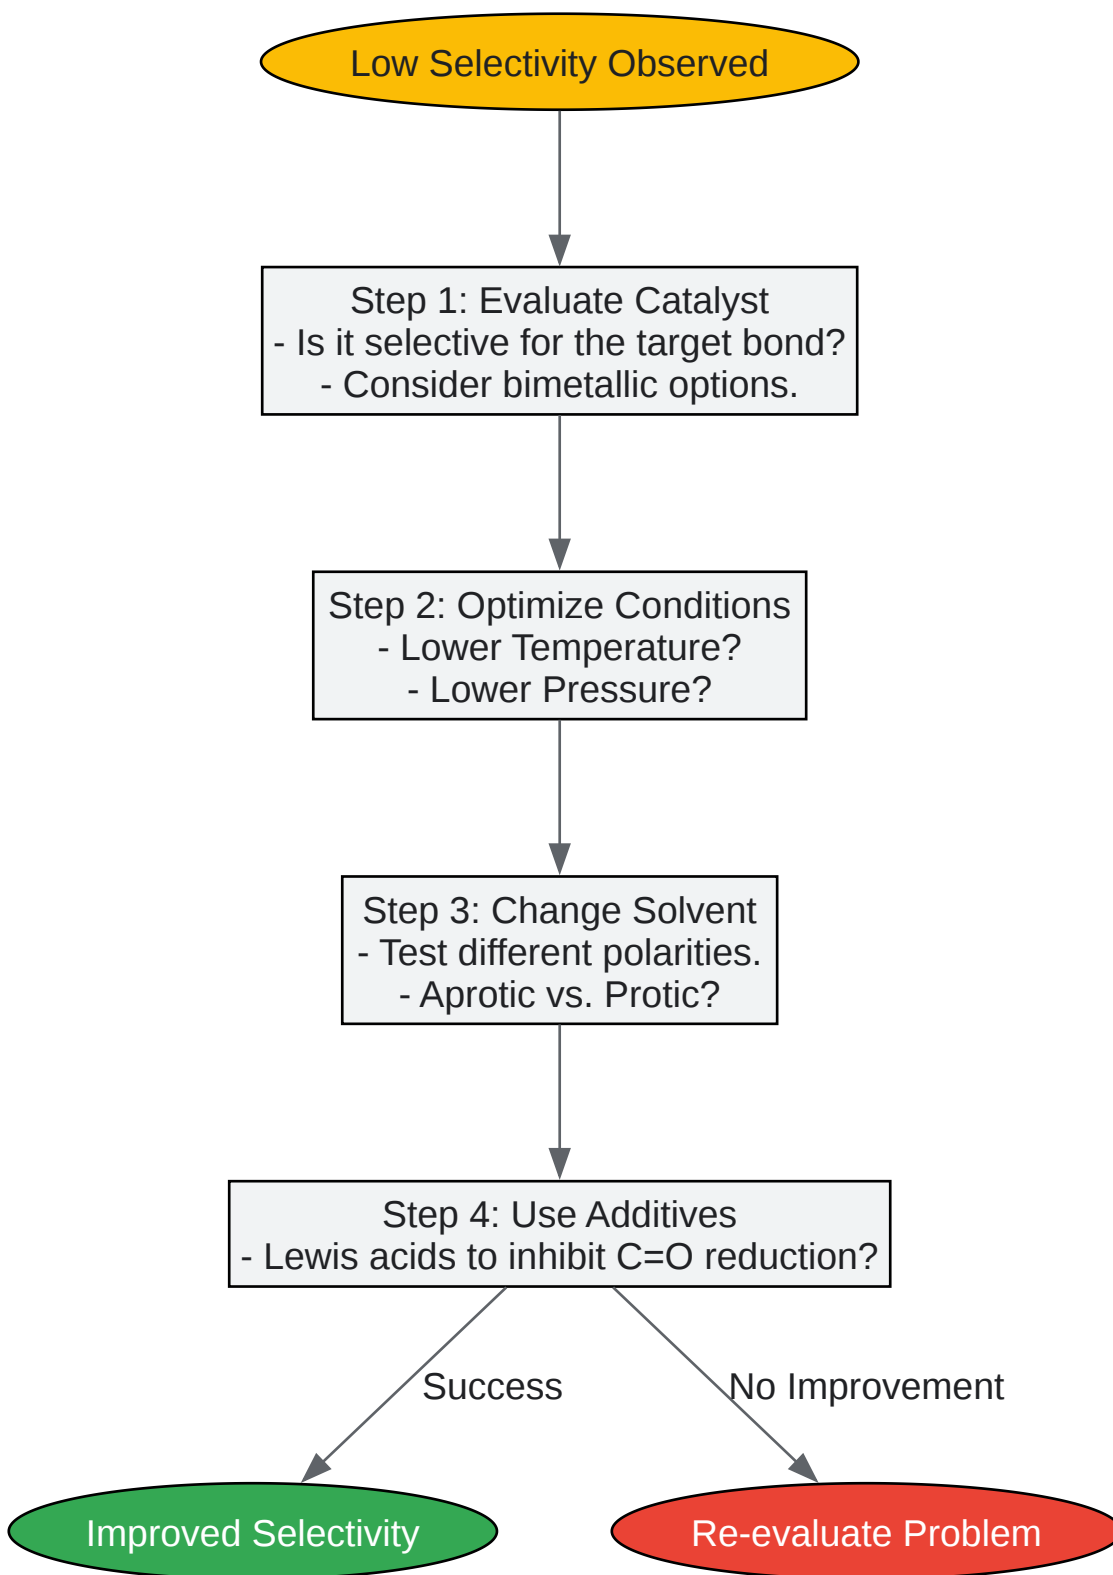 Low Selectivity Observed
Step 1: Evaluate Catalyst
- Is it selective for the target bond?
- Consider bimetallic options.
Step 2: Optimize Conditions
- Lower Temperature?
- Lower Pressure?
Step 3: Change Solvent
- Test different polarities.
- Aprotic vs. Protic?
Step 4: Use Additives
- Lewis acids to inhibit C=O reduction?
Success
No Improvement
Improved Selectivity
Re-evaluate Problem